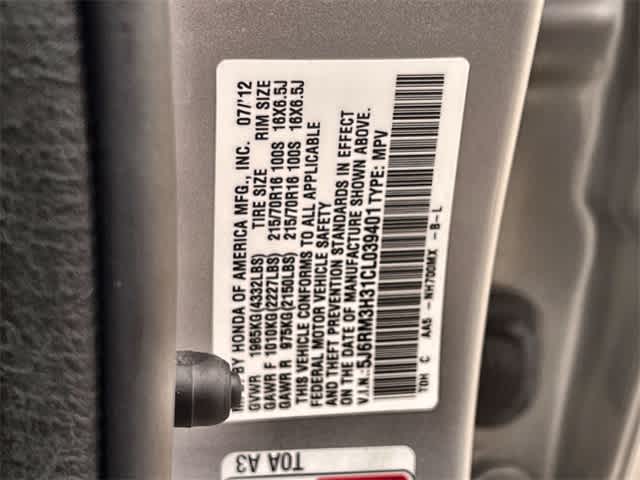 BY HONDA OF AMERICA MFG., INC. 07/'12
GVWR 1965KG(4332LBS) TIRE SIZE RIM SIZE
GAWR F 1010KG(2227LBS) 215/70R16 100S 16X6.5J
GAWR R 975KG(2150LBS) 215/70R16 100S 16X6.5J
THIS VEHICLE CONFORMS TO ALL APPLICABLE
FEDERAL MOTOR VEHICLE SAFETY
AND THEFT PREVENTION STANDARDS IN EFFECT
ON THE DATE OF MANUFACTURE SHOWN ABOVE.
V.I.N.:5J6RM3H31CL039401 TYPE: MPV
TOH C AA5 - NH700MX - B-L
T0A A3